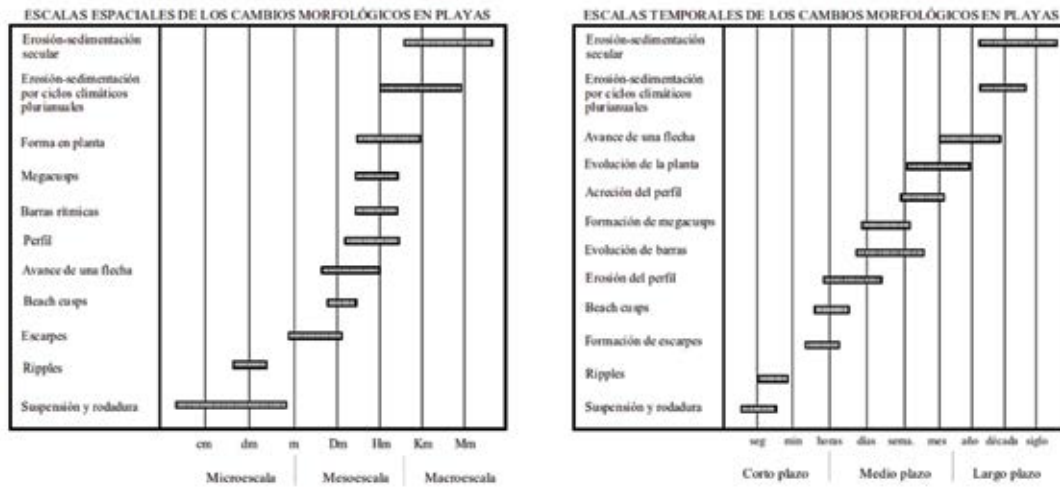 ESCALAS ESPACIALES DE LOS CAMBIOS MORFOLÓGICOS EN PLAYAS
Erosión-sedimentación
secular
Erosión-sedimentación
por ciclos climáticos
plurianuales
Forma en planta
Megacusps
Barras rítmicas
Perfil
Avance de una flecha
Beach cusps
Escarpes
Ripples
Suspensión y rodadura
cm dm m Dm Hm Km Mm
Microescala Mesoescala Macroescala
ESCALAS TEMPORALES DE LOS CAMBIOS MORFOLÓGICOS EN PLAYAS
Erosión-sedimentación
secular
Erosión-sedimentación
por ciclos climáticos
plurianuales
Avance de una flecha
Evolución de la planta
Acreción del perfil
Formación de megacusps
Evolución de barras
Erosión del perfil
Beach cusps
Formación de escarpes
Ripples
Suspensión y rodadura
seg min horas días sema. mes año década siglo
Corto plazo Medio plazo Largo plazo